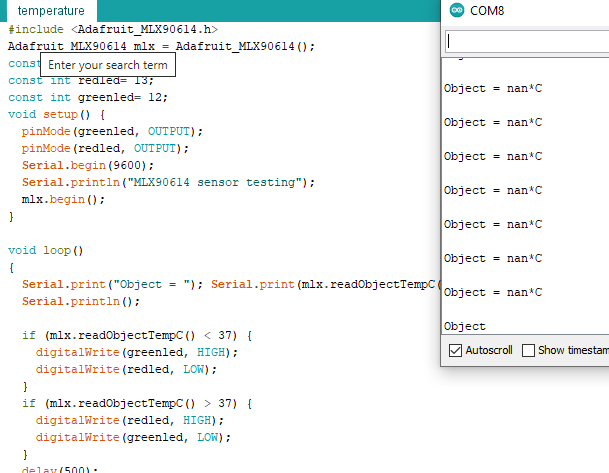 temperature
#include <Adafruit_MLX90614.h>
Adafruit_MLX90614 mlx = Adafruit_MLX90614();
const
Enter your search term
const int redled= 13;
const int greenled= 12;
void setup() {
pinMode(greenled, OUTPUT);
pinMode(redled, OUTPUT);
Serial.begin(9600);
Serial.println("MLX90614 sensor testing");
mlx.begin();
}
void loop()
{
Serial.print("Object = "); Serial.print(mlx.readObjectTempC(
Serial.println();
if (mlx.readObjectTempC() < 37) {
digitalWrite(greenled, HIGH);
digitalWrite(redled, LOW);
}
if (mlx.readObjectTempC() > 37) {
digitalWrite(redled, HIGH);
digitalWrite(greenled, LOW);
}
delay(500);
COM8
Object = nan*C
Object = nan*C
Object = nan*C
Object = nan*C
Object = nan*C
Object = nan*C
Object = nan*C
Object
Autoscroll Show timestam